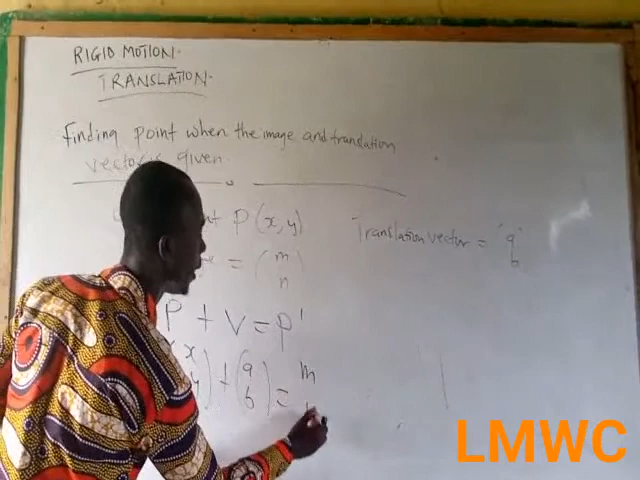 RIGID MOTION.
TRANSLATION.
Finding point when the image and translation
vector is given
P(x, y)
Translation vector = (a
b
= (m
n)
P + V = P'
(x
y) + (a
b) = m
LMWC